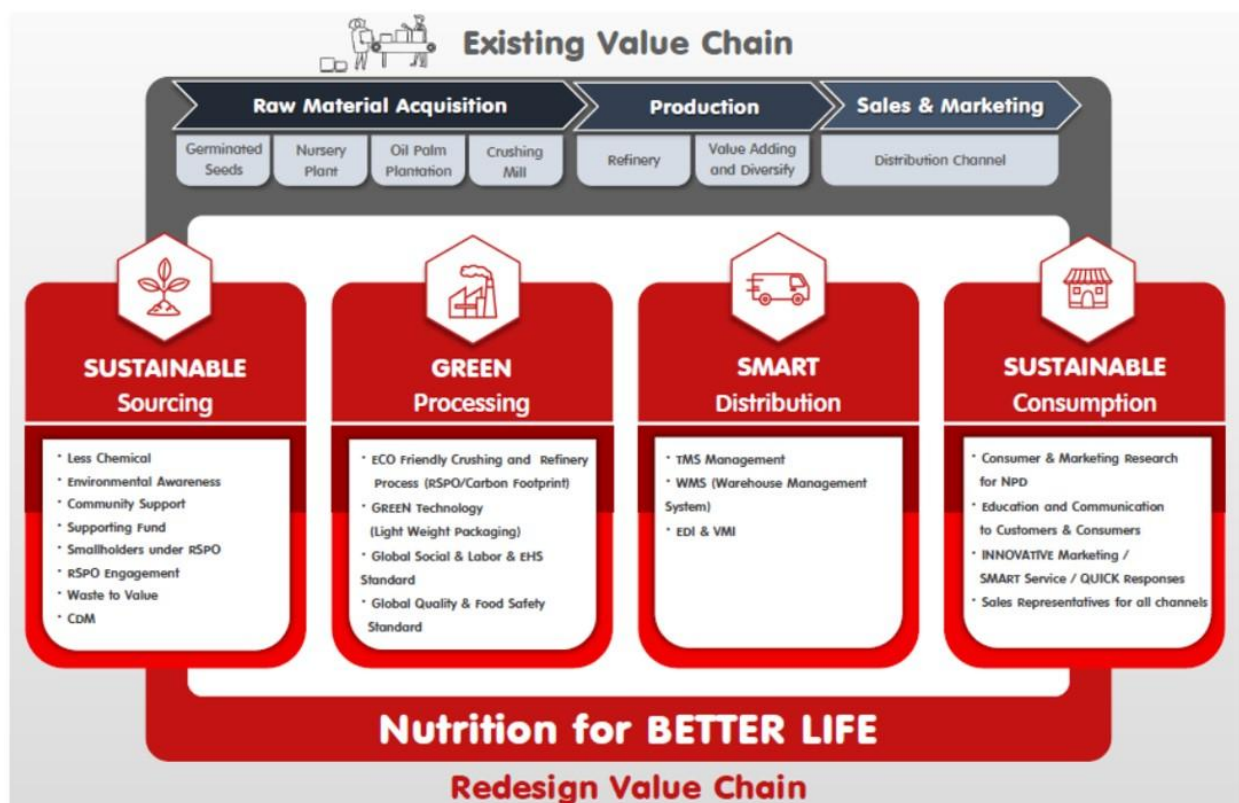 Existing Value Chain
Raw Material Acquisition
Production
Sales & Marketing
Germinated
Seeds
Nursery
Plant
Oil Palm
Plantation
Crushing
Mill
Refinery
Value Adding
and Diversify
Distribution Channel
SUSTAINABLE
Sourcing
· Less Chemical
· Environmental Awareness
· Community Support
· Supporting Fund
· Smallholders under RSPO
· RSPO Engagement
· Waste to Value
· CDM
GREEN
Processing
· ECO Friendly Crushing and Refinery
Process (RSPO/Carbon Footprint)
· GREEN Technology
(Light Weight Packaging)
· Global Social & Labor & EHS
Standard
· Global Quality & Food Safety
Standard
SMART
Distribution
· TMS Management
· WMS (Warehouse Management
System)
· EDI & VMI
SUSTAINABLE
Consumption
· Consumer & Marketing Research
for NPD
· Education and Communication
to Customers & Consumers
· INNOVATIVE Marketing /
SMART Service / QUICK Responses
· Sales Representatives for all channels
Nutrition for BETTER LIFE
Redesign Value Chain